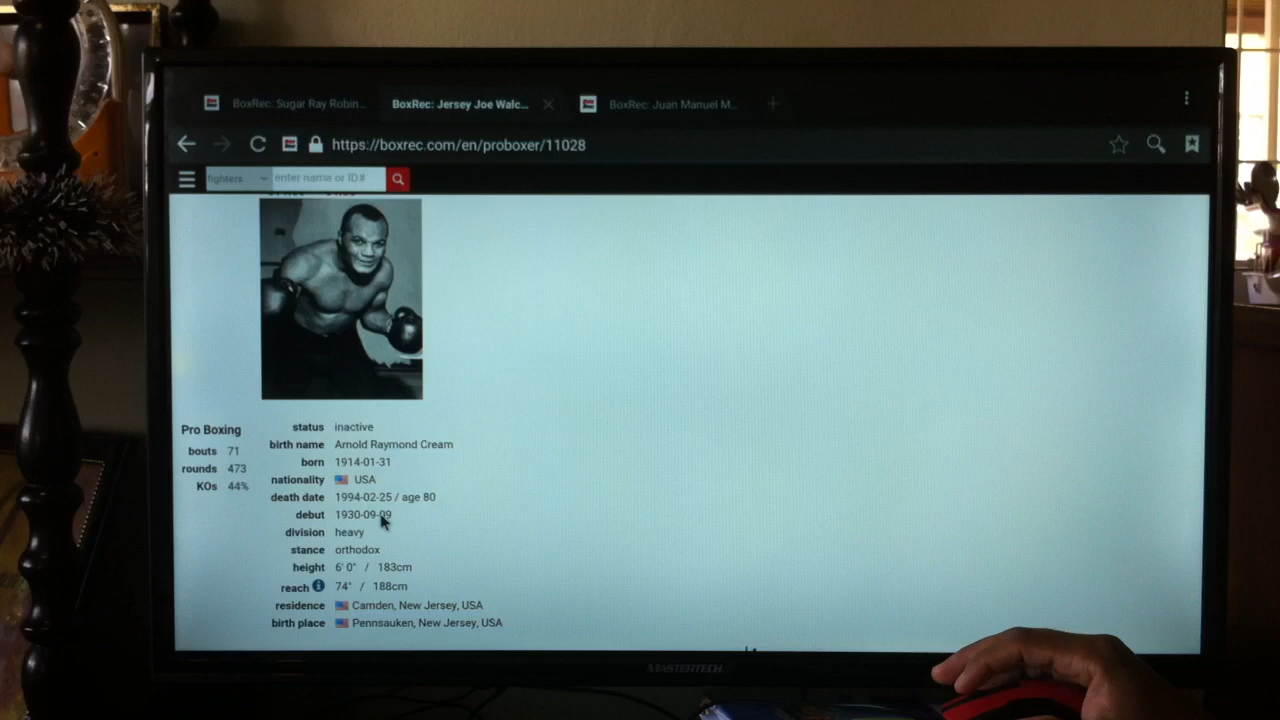 BoxRec: Sugar Ray Robin... BoxRec: Jersey Joe Walc... BoxRec: Juan Manuel M...
https://boxrec.com/en/proboxer/11028
fighters enter name or ID#
Pro Boxing
bouts 71
rounds 473
KOs 44%
status inactive
birth name Arnold Raymond Cream
born 1914-01-31
nationality USA
death date 1994-02-25 / age 80
debut 1930-09-09
division heavy
stance orthodox
height 6' 0" / 183cm
reach 74" / 188cm
residence Camden, New Jersey, USA
birth place Pennsauken, New Jersey, USA
MASTERTECH